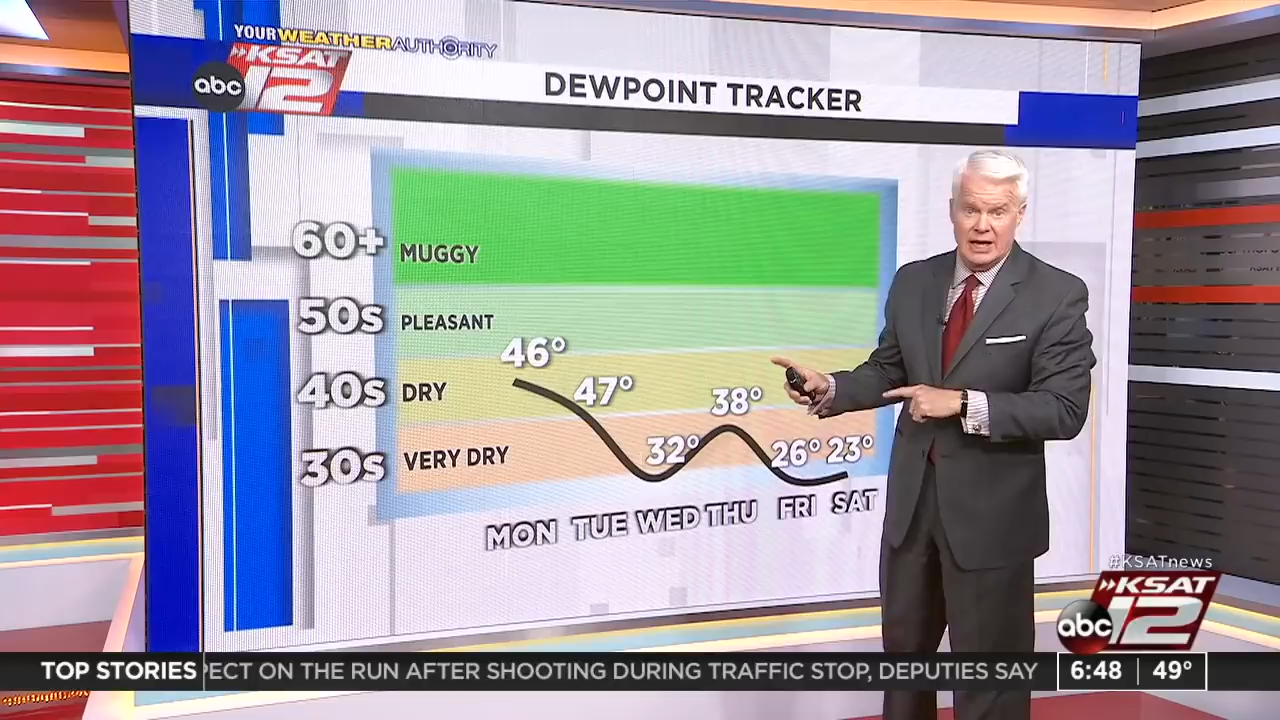 YOUR WEATHER AUTHORITY
KSAT
abc 12
DEWPOINT TRACKER
60+ MUGGY
50s PLEASANT
46°
40s DRY 47° 38°
30s VERY DRY 32° 26° 23°
MON TUE WED THU FRI SAT
#KSATnews
KSAT
abc 12
TOP STORIES PECT ON THE RUN AFTER SHOOTING DURING TRAFFIC STOP, DEPUTIES SAY 6:48 49°